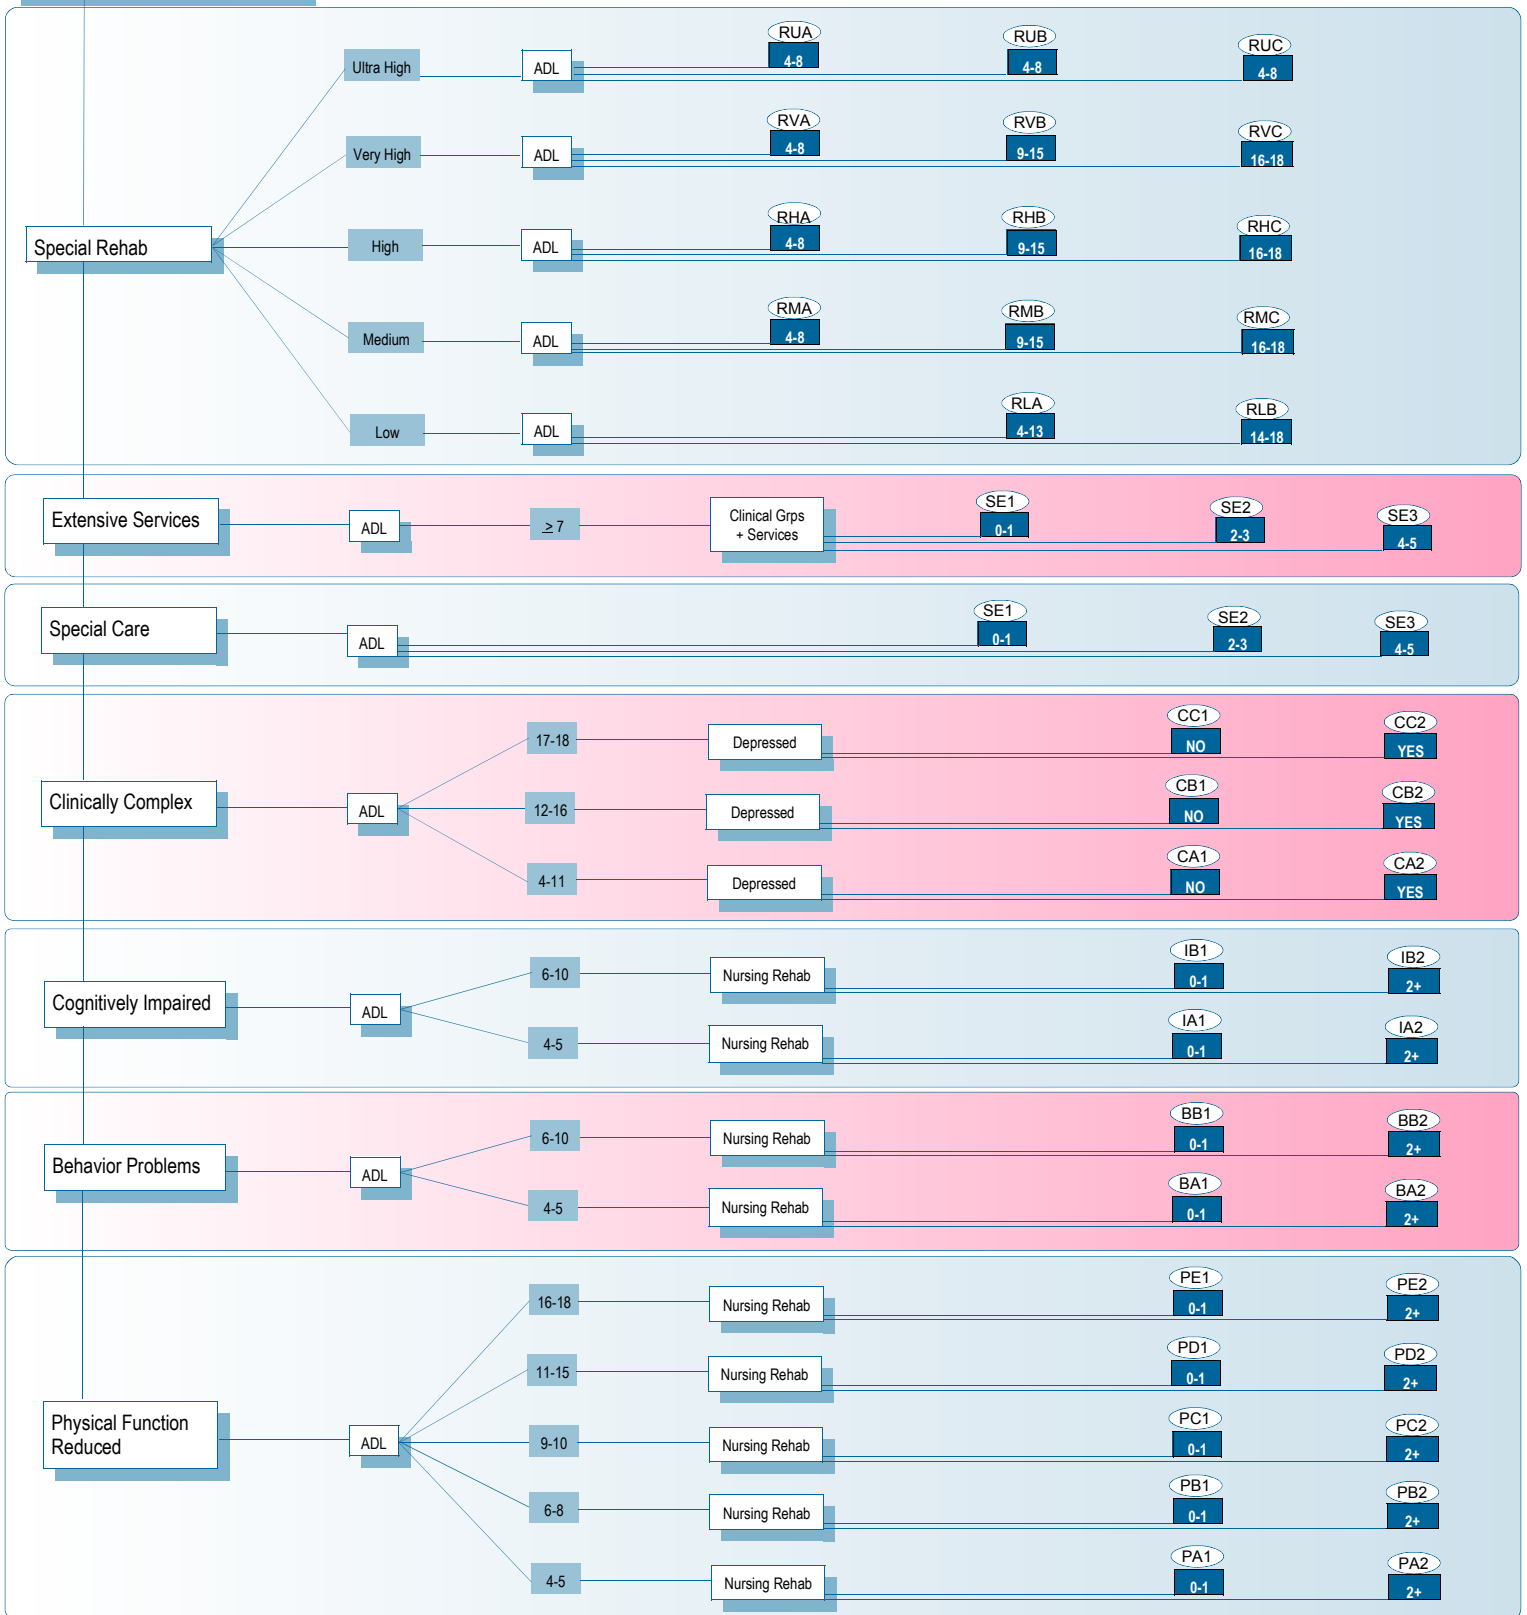 RUA
RUB
RUC
Ultra High
ADL
4-8
4-8
4-8
RVA
RVB
RVC
Very High
ADL
4-8
9-15
16-18
RHA
RHB
RHC
Special Rehab
High
ADL
4-8
9-15
16-18
RMA
RMB
RMC
Medium
ADL
4-8
9-15
16-18
RLA
RLB
Low
ADL
4-13
14-18
SE1
SE2
SE3
Extensive Services
ADL
> 7
Clinical Grps
+ Services
0-1
2-3
4-5
SE1
SE2
SE3
Special Care
ADL
0-1
2-3
4-5
CC1
CC2
17-18
Depressed
NO
YES
CB1
CB2
Clinically Complex
ADL
12-16
Depressed
NO
YES
CA1
CA2
4-11
Depressed
NO
YES
IB1
IB2
6-10
Nursing Rehab
0-1
2+
Cognitively Impaired
ADL
IA1
IA2
4-5
Nursing Rehab
0-1
2+
BB1
BB2
6-10
Nursing Rehab
0-1
2+
Behavior Problems
ADL
BA1
BA2
4-5
Nursing Rehab
0-1
2+
PE1
PE2
16-18
Nursing Rehab
0-1
2+
PD1
PD2
11-15
Nursing Rehab
0-1
2+
Physical Function
Reduced
ADL
PC1
PC2
9-10
Nursing Rehab
0-1
2+
PB1
PB2
6-8
Nursing Rehab
0-1
2+
PA1
PA2
4-5
Nursing Rehab
0-1
2+